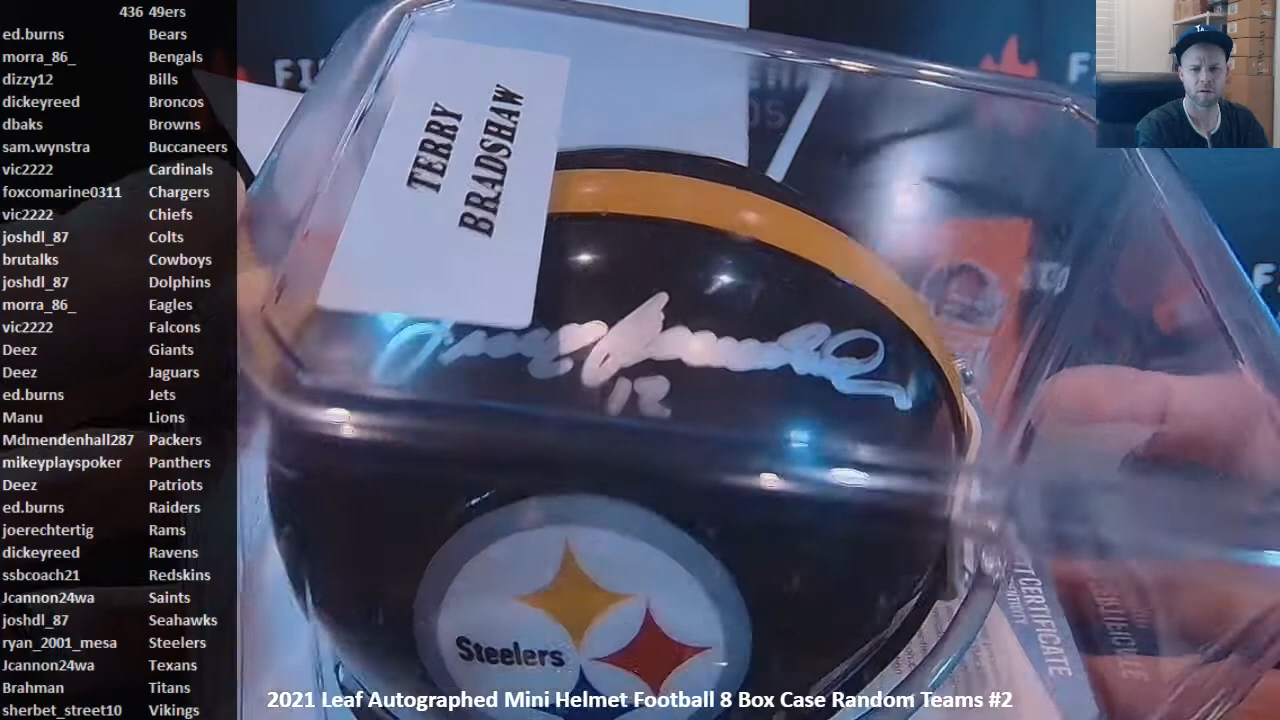 436 49ers
ed.burns Bears
morra_86_ Bengals
dizzy12 Bills
dickeyreed Broncos
dbaks Browns
sam.wynstra Buccaneers
vic2222 Cardinals
foxcomarine0311 Chargers
vic2222 Chiefs
joshdl_87 Colts
brutalks Cowboys
joshdl_87 Dolphins
morra_86_ Eagles
vic2222 Falcons
Deez Giants
Deez Jaguars
ed.burns Jets
Manu Lions
Mdmendenhall287 Packers
mikeyplayspoker Panthers
Deez Patriots
ed.burns Raiders
joerechtertig Rams
dickeyreed Ravens
ssbcoach21 Redskins
Jcannon24wa Saints
joshdl_87 Seahawks
ryan_2001_mesa Steelers
Jcannon24wa Texans
Brahman Titans
sherbet_street10 Vikings
TERRY
BRADSHAW
12
Steelers
CERTIFICATE
2021 Leaf Autographed Mini Helmet Football 8 Box Case Random Teams #2